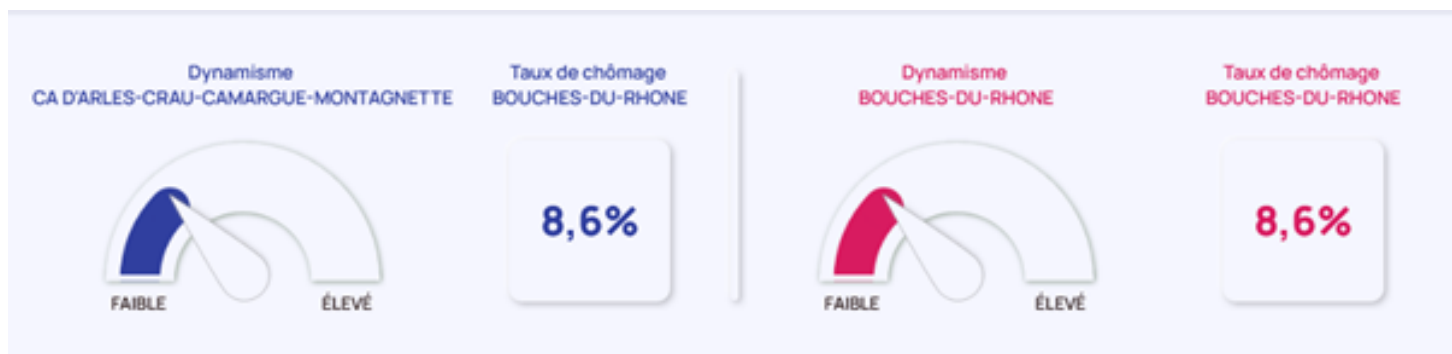 Dynamisme
CA D'ARLES-CRAU-CAMARGUE-MONTAGNETTE
FAIBLE
ÉLEVÉ
Taux de chômage
BOUCHES-DU-RHONE
8,6%
Dynamisme
BOUCHES-DU-RHONE
FAIBLE
ÉLEVÉ
Taux de chômage
BOUCHES-DU-RHONE
8,6%